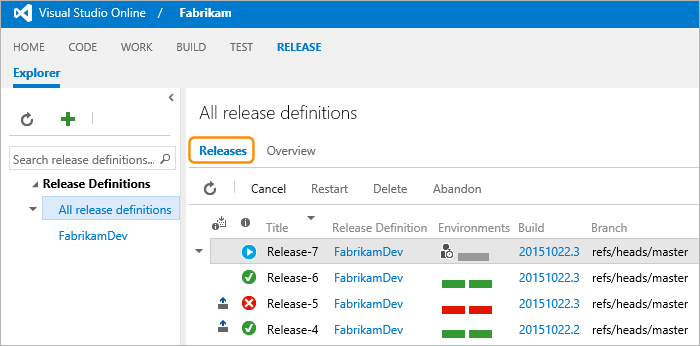 Visual Studio Online / Fabrikam
HOME CODE WORK BUILD TEST RELEASE
Explorer
All release definitions
Releases Overview
Search release definitions...
Cancel Restart Delete Abandon
Release Definitions
All release definitions
FabrikamDev
Title Release Definition Environments Build Branch
Release-7 FabrikamDev 20151022.3 refs/heads/master
Release-6 FabrikamDev 20151022.3 refs/heads/master
Release-5 FabrikamDev 20151022.3 refs/heads/master
Release-4 FabrikamDev 20151022.2 refs/heads/master